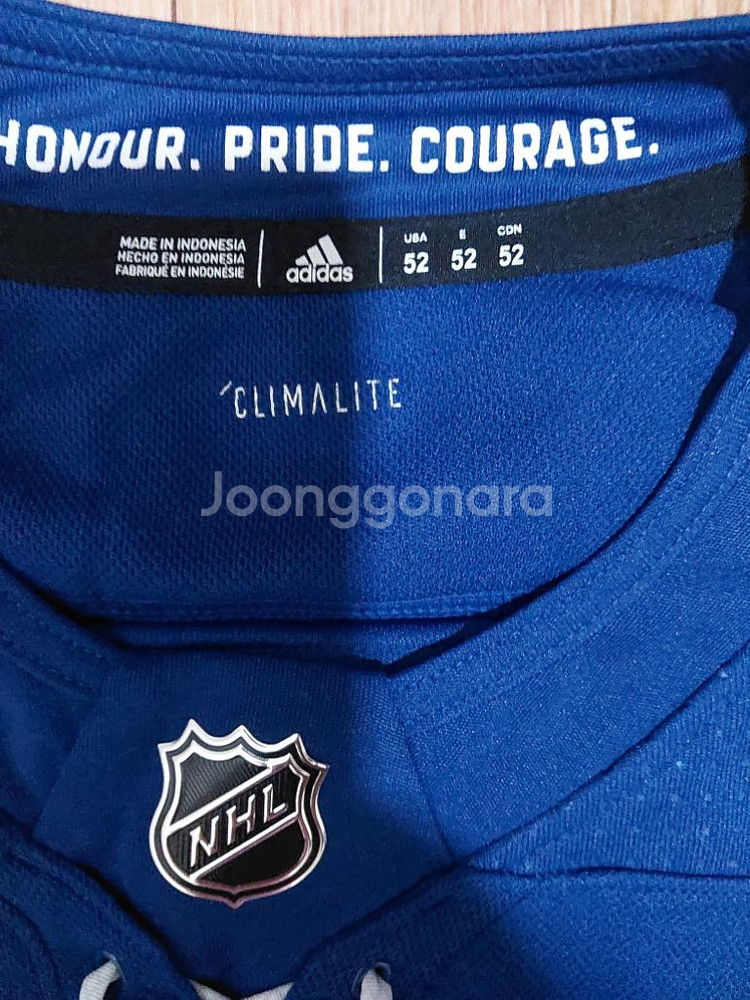 HONOUR. PRIDE. COURAGE.
MADE IN INDONESIA
HECHO EN INDONESIA
FABRIQUÉ EN INDONÉSIE
adidas
USA E CDN
52 52 52
CLIMALITE
Joonggonara
NHL